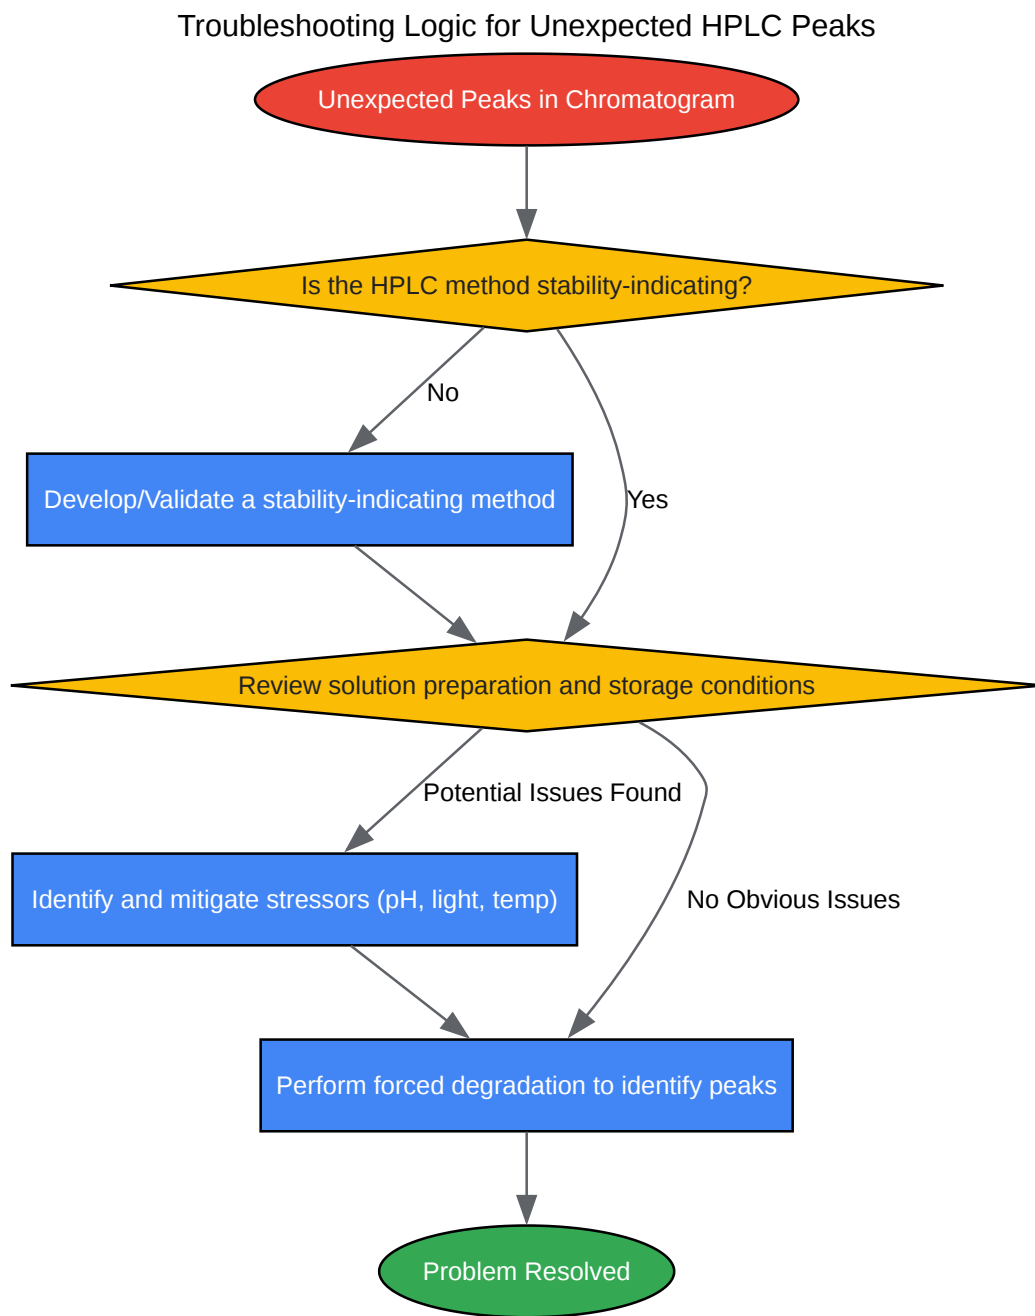 Troubleshooting Logic for Unexpected HPLC Peaks
Unexpected Peaks in Chromatogram
Is the HPLC method stability-indicating?
No
Develop/Validate a stability-indicating method
Yes
Review solution preparation and storage conditions
Potential Issues Found
Identify and mitigate stressors (pH, light, temp)
No Obvious Issues
Perform forced degradation to identify peaks
Problem Resolved